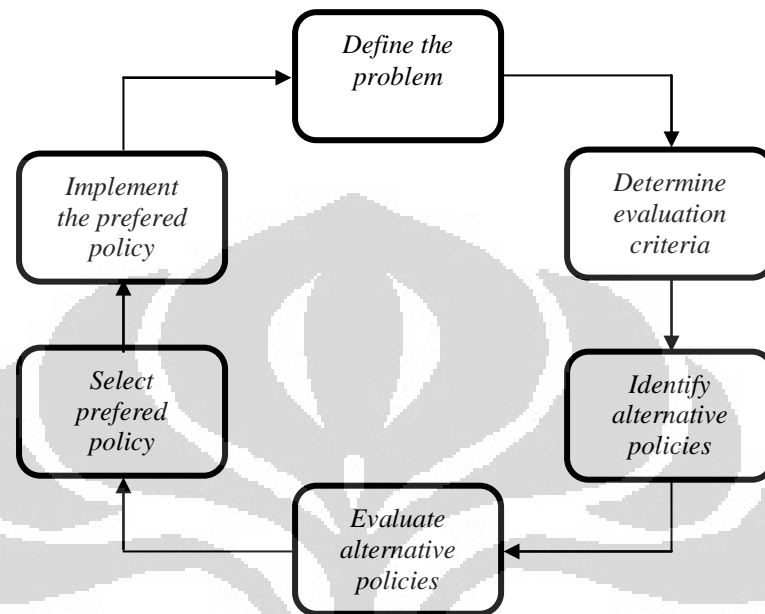 Define the
problem
Determine
evaluation
criteria
Identify
alternative
policies
Evaluate
alternative
policies
Select
prefered
policy
Implement
the prefered
policy